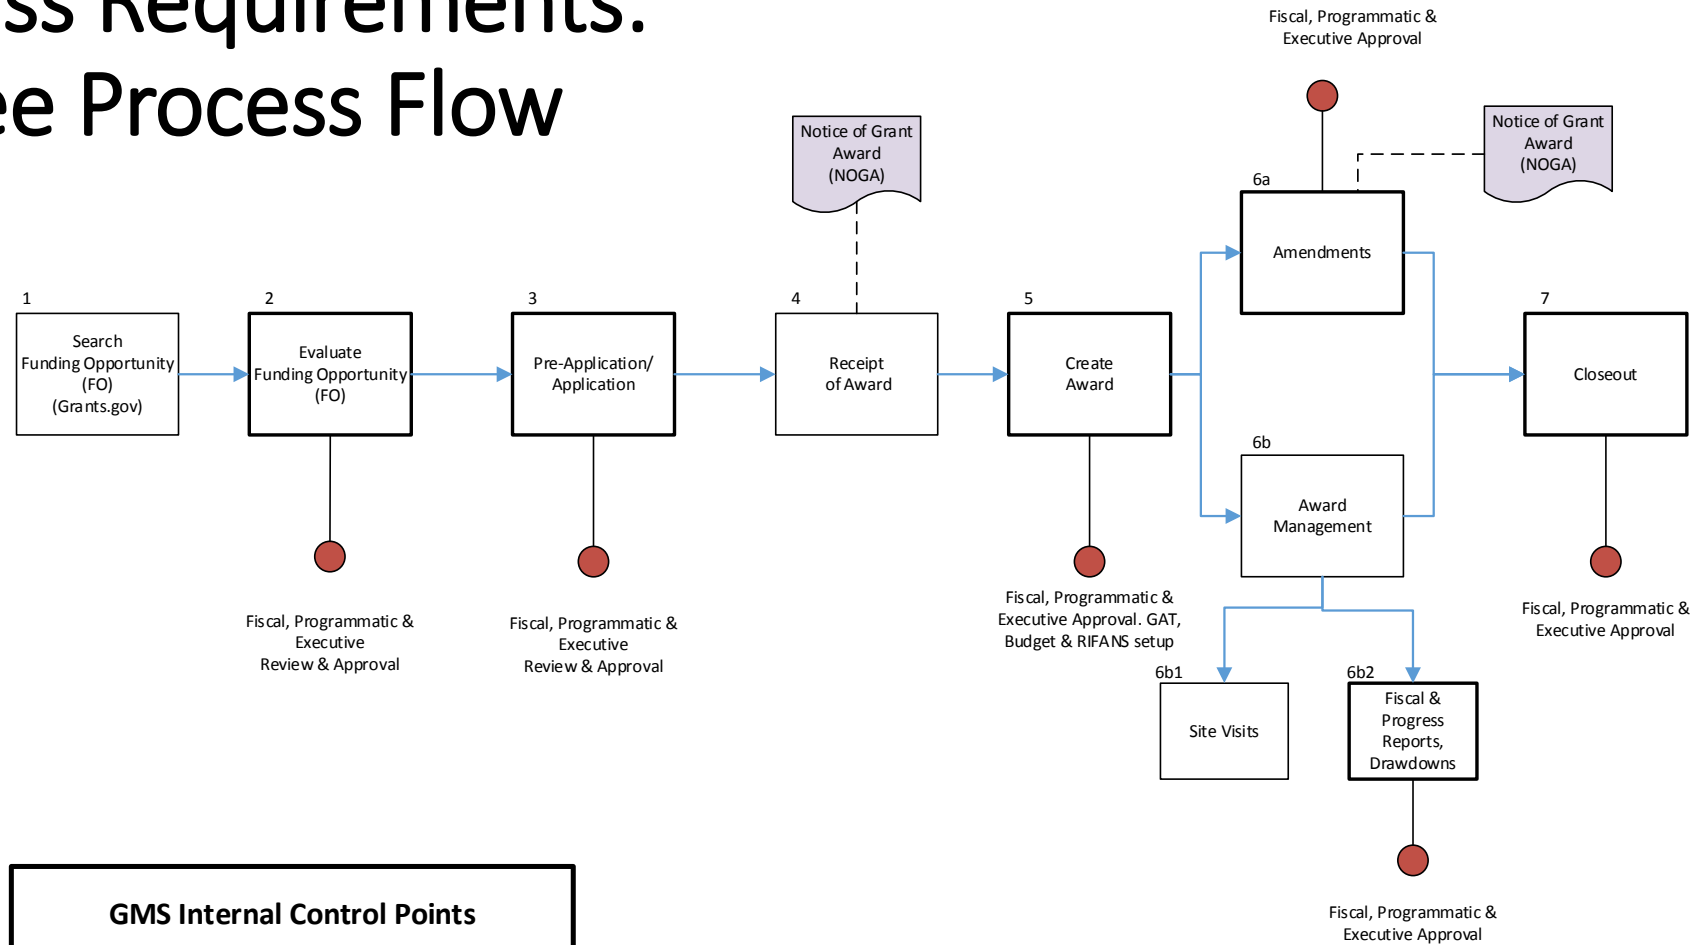 ss Requirements:
ee Process Flow
Fiscal, Programmatic &
Executive Approval
Notice of Grant
Award
(NOGA)
Notice of Grant
Award
(NOGA)
6a
Amendments
1
Search
Funding Opportunity
(FO)
(Grants.gov)
2
Evaluate
Funding Opportunity
(FO)
3
Pre-Application/
Application
4
Receipt
of Award
5
Create
Award
7
Closeout
6b
Award
Management
Fiscal, Programmatic &
Executive
Review & Approval
Fiscal, Programmatic &
Executive
Review & Approval
Fiscal, Programmatic &
Executive Approval. GAT,
Budget & RIFANS setup
Fiscal, Programmatic &
Executive Approval
6b1
Site Visits
6b2
Fiscal &
Progress
Reports,
Drawdowns
Fiscal, Programmatic &
Executive Approval
GMS Internal Control Points